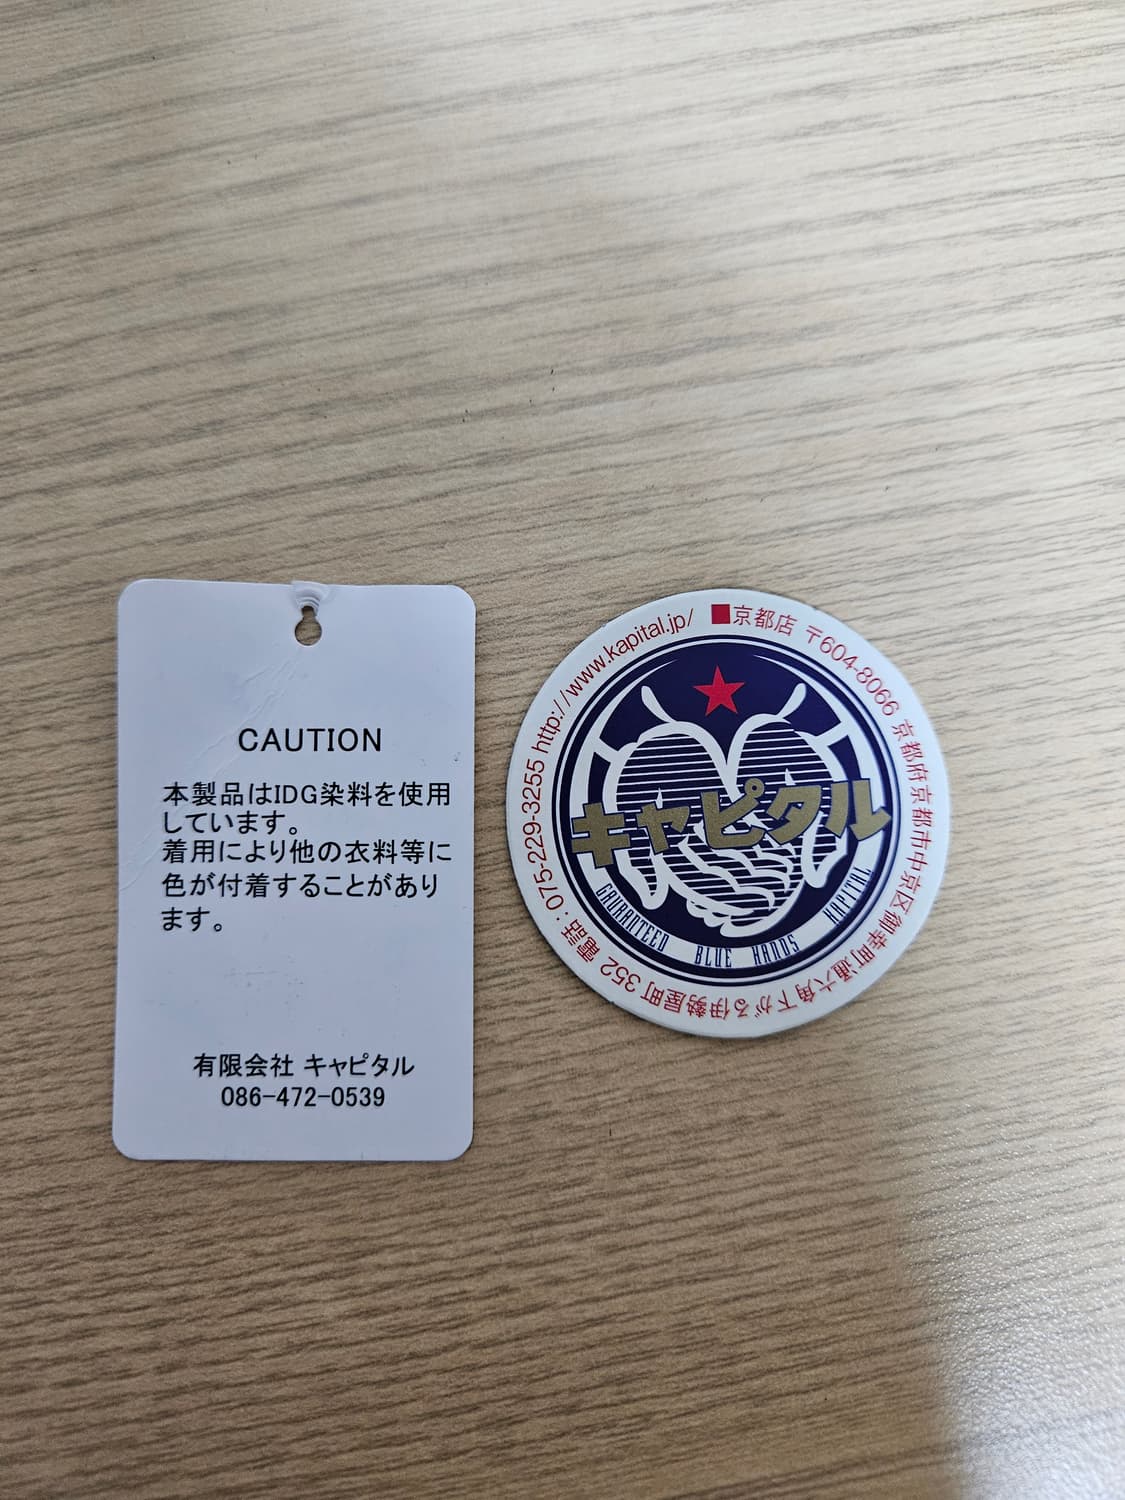 CAUTION
本製品はIDG染料を使用
しています。
着用により他の衣料等に
色が付着することがあり
ます。
有限会社 キャピタル
086-472-0539
■京都店 〒604-8066 京都府京都市中京区御幸町通六角下がる伊勢屋町352 電話:075-229-3255 http://www.kapital.jp/
キャピタル
GAURANTEED BLUE HANDS KAPITAL